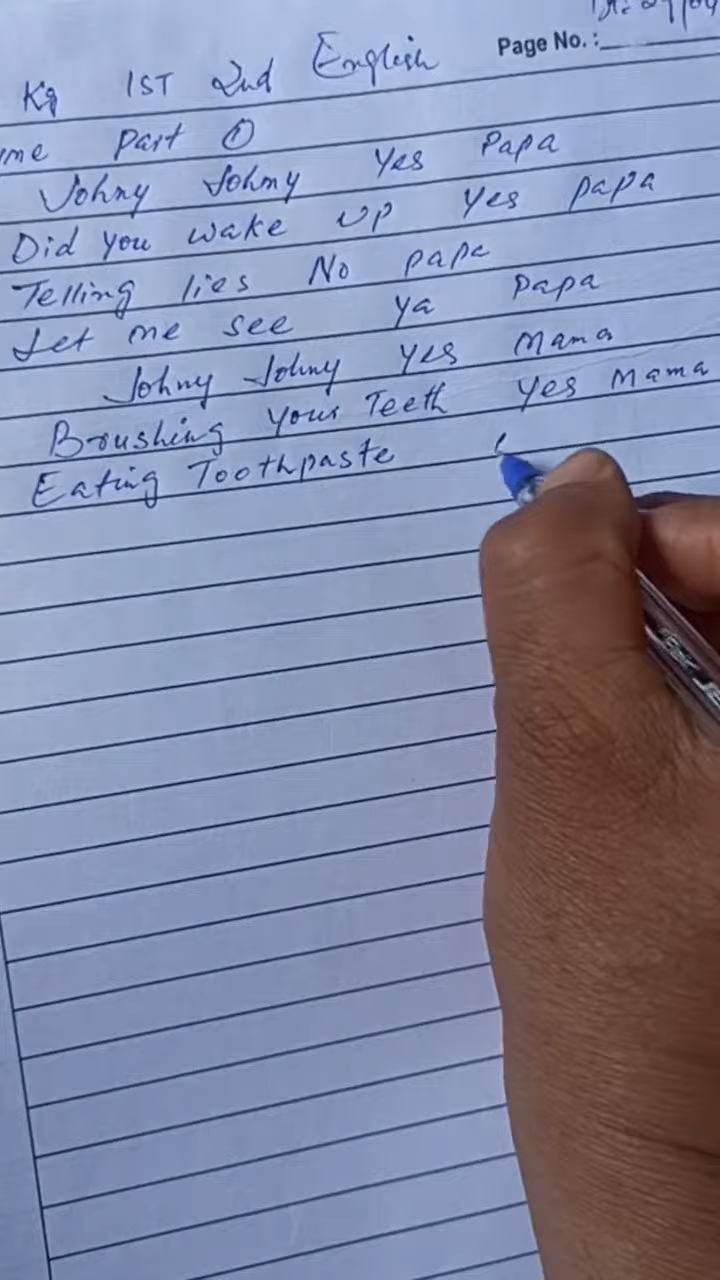 Page No.:
Kg 1ST 2nd English
me Part ①
Johny Johny Yes Papa
Did you wake up yes papa
Telling lies No papa
Let me see ya Papa
Johny Johny yes Mama
Brushing your Teeth yes Mama
Eating Toothpaste